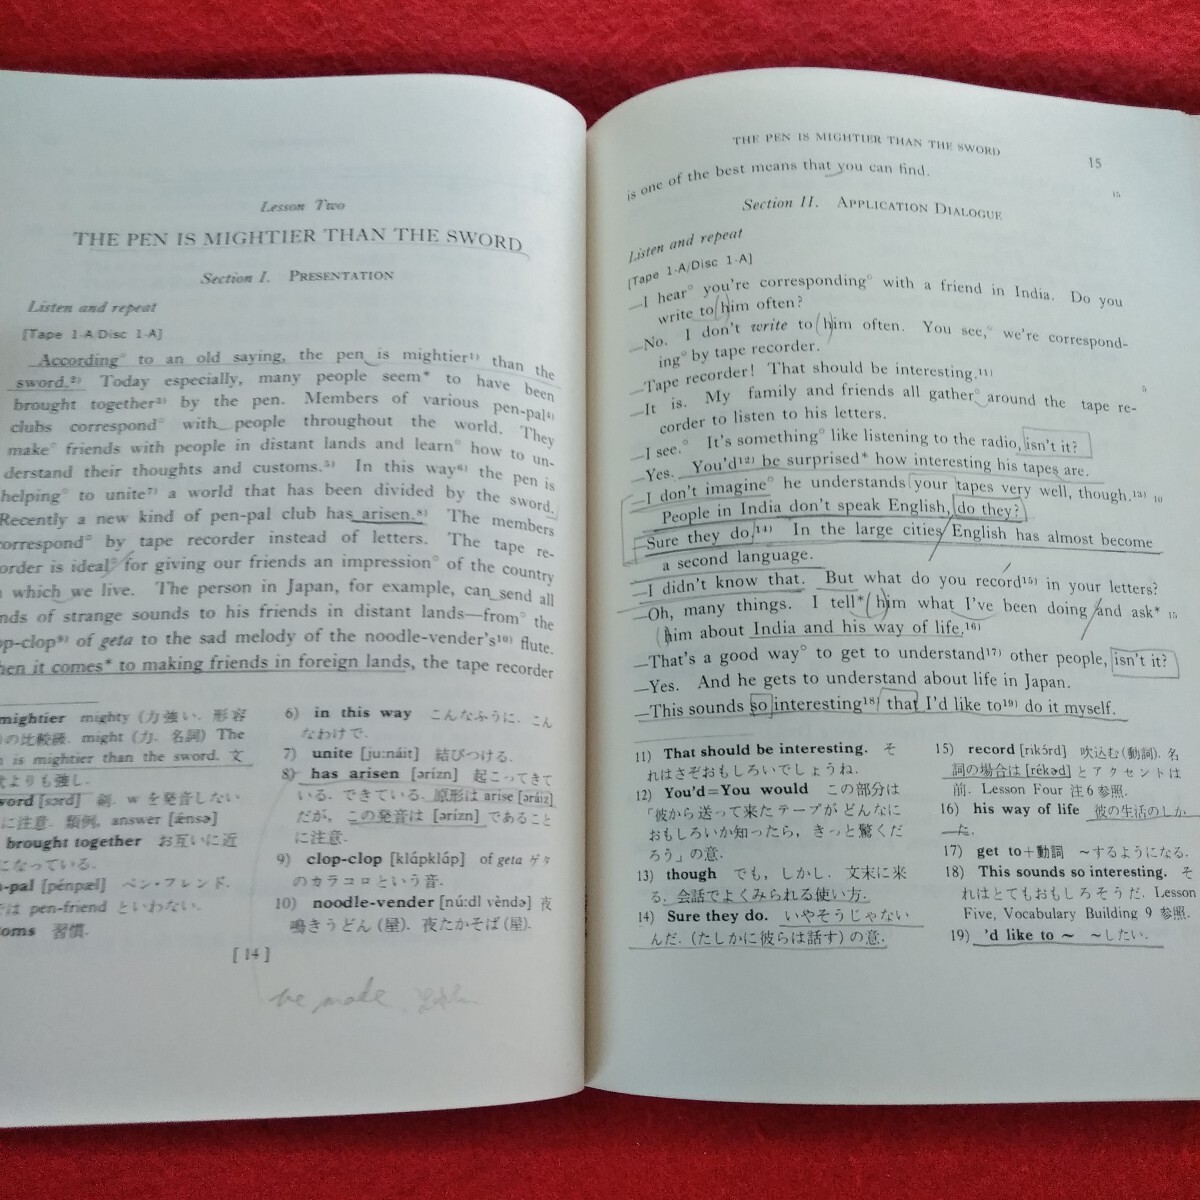 Lesson Two
THE PEN IS MIGHTIER THAN THE SWORD
Section I. PRESENTATION
Listen and repeat
[Tape 1-A/Disc 1-A]
According° to an old saying, the pen is mightier¹⁾ than the
sword.²⁾ Today especially, many people seem* to have been
brought together³⁾ by the pen. Members of various pen-pal⁴⁾
clubs correspond° with people throughout the world. They
make° friends with people in distant lands and learn° how to un-
derstand their thoughts and customs.⁵⁾ In this way⁶⁾ the pen is
helping° to unite⁷⁾ a world that has been divided by the sword.
Recently a new kind of pen-pal club has arisen.⁸⁾ The members
correspond° by tape recorder instead of letters. The tape re-
order is ideal° for giving our friends an impression° of the country
which we live. The person in Japan, for example, can send all
nds of strange sounds to his friends in distant lands—from° the
op-clop⁹⁾ of geta to the sad melody of the noodle-vender's¹⁰⁾ flute.
hen it comes* to making friends in foreign lands, the tape recorder
mightier mighty (力強い. 形容
の比較級. might (力. 名詞) The
n is mightier than the sword. 文
よりも強し.
word [sɔrd] 剣. w を発音しない
に注意. 類例, answer [ǽnsɚ]
brought together お互いに近
になっている.
-pal [pénpæl] ペン・フレンド.
では pen-friend といわない.
toms 習慣.
6) in this way こんなふうに. こん
なわけで.
7) unite [juːnáit] 結びつける.
8) has arisen [ərízn] 起こってきて
いる. できている. 原形は arise [əráiz]
だが, この発音は [ərízn] であること
に注意.
9) clop-clop [klápkláp] of geta ゲタ
のカラコロという音.
10) noodle-vender [núːdl vèndɚ] 夜
鳴きうどん(屋). 夜たかそば(屋).
[ 14 ]
be made
THE PEN IS MIGHTIER THAN THE SWORD 15
is one of the best means that you can find. 15
Section II. APPLICATION DIALOGUE
Listen and repeat
[Tape 1-A/Disc 1-A]
—I hear° you're corresponding° with a friend in India. Do you
write to him often?
—No. I don't write to him often. You see,° we're correspond-
ing° by tape recorder.
—Tape recorder! That should be interesting.¹¹⁾
—It is. My family and friends all gather° around the tape re- 5
corder to listen to his letters.
—I see.° It's something° like listening to the radio, isn't it?
—Yes. You'd¹²⁾ be surprised* how interesting his tapes are.
—I don't imagine° he understands your tapes very well, though.¹³⁾ 10
People in India don't speak English, do they?
—Sure they do.¹⁴⁾ In the large cities English has almost become
a second language.
—I didn't know that. But what do you record¹⁵⁾ in your letters?
—Oh, many things. I tell* him what I've been doing and ask* 15
him about India and his way of life.¹⁶⁾
—That's a good way° to get to understand¹⁷⁾ other people, isn't it?
—Yes. And he gets to understand about life in Japan.
—This sounds so interesting¹⁸⁾ that I'd like to¹⁹⁾ do it myself.
11) That should be interesting. そ
れはさぞおもしろいでしょうね.
12) You'd=You would この部分は
「彼から送って来たテープがどんなに
おもしろいか知ったら, きっと驚くだ
ろう」の意.
13) though でも, しかし. 文末に来
る. 会話でよくみられる使い方.
14) Sure they do. いやそうじゃない
んだ. (たしかに彼らは話す)の意.
15) record [rikɔ́rd] 吹込む(動詞). 名
詞の場合は [rékɚd] とアクセントは
前. Lesson Four 注6参照.
16) his way of life 彼の生活のしか
た.
17) get to+動詞 ~するようになる.
18) This sounds so interesting. そ
れはとてもおもしろそうだ. Lesson
Five, Vocabulary Building 9 参照.
19) 'd like to ~ ~したい.